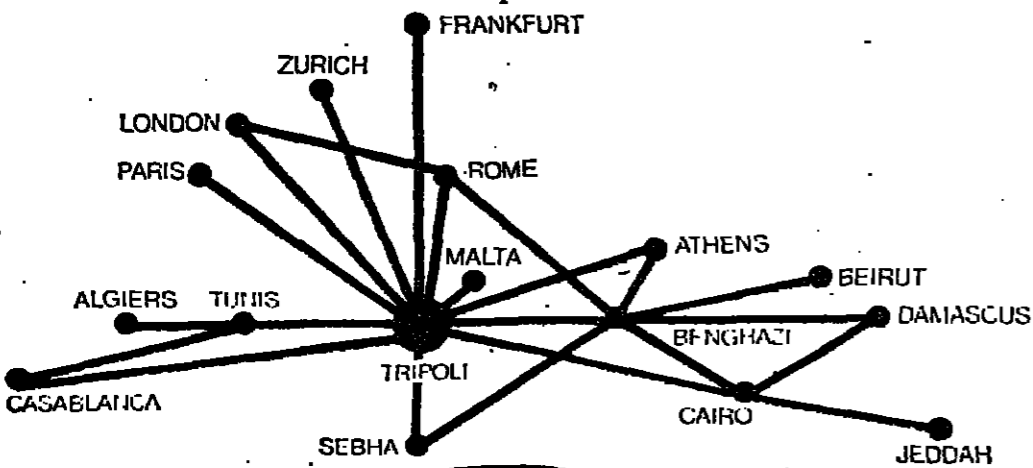 FRANKFURT
ZURICH
LONDON
PARIS
ROME
ATHENS
MALTA
BEIRUT
ALGIERS
TUNIS
DAMASCUS
BENGHAZI
TRIPOLI
CASABLANCA
CAIRO
SEBHA
JEDDAH